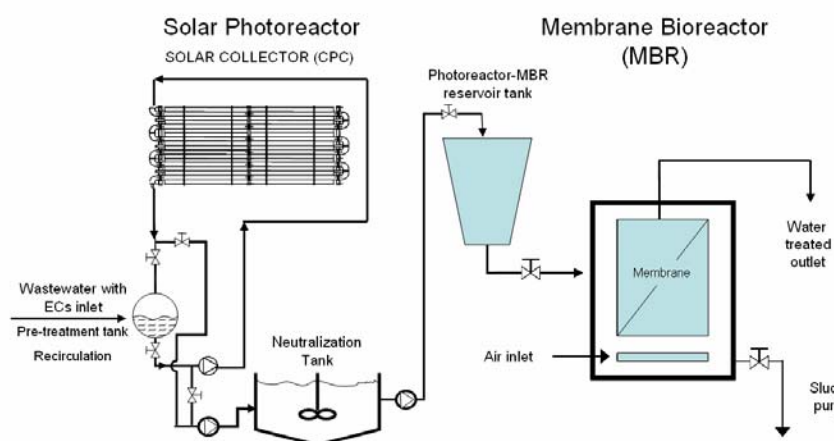 Solar Photoreactor
SOLAR COLLECTOR (CPC)
Membrane Bioreactor
(MBR)
Photoreactor-MBR
reservoir tank
Water
treated
outlet
Membrane
Wastewater with
ECs inlet
Pre-treatment tank
Recirculation
Neutralization
Tank
Air inlet